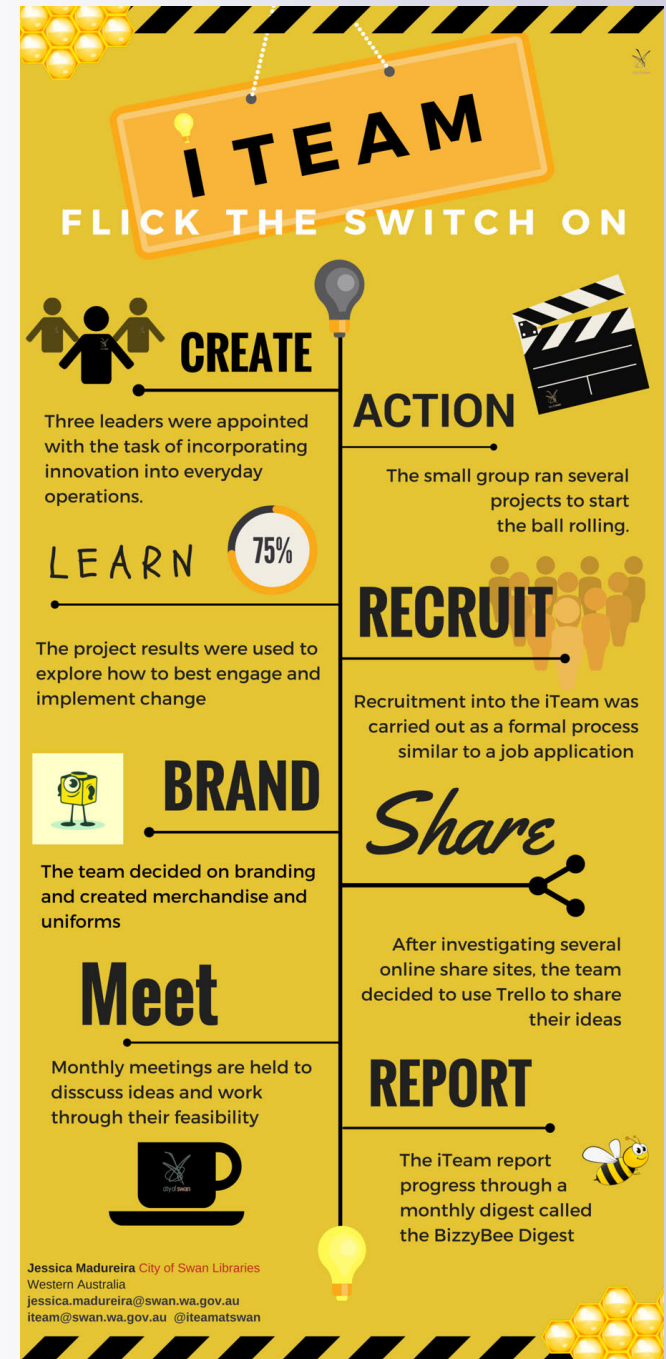 i TEAM
FLICK THE SWITCH ON
CREATE
Three leaders were appointed
with the task of incorporating
innovation into everyday
operations.
ACTION
The small group ran several
projects to start
the ball rolling.
LEARN
75%
The project results were used to
explore how to best engage and
implement change
RECRUIT
Recruitment into the iTeam was
carried out as a formal process
similar to a job application
BRAND
The team decided on branding
and created merchandise and
uniforms
Share
After investigating several
online share sites, the team
decided to use Trello to share
their ideas
Meet
Monthly meetings are held to
disscuss ideas and work
through their feasibility
city of swan
REPORT
The iTeam report
progress through a
monthly digest called
the BizzyBee Digest
Jessica Madureira City of Swan Libraries
Western Australia
jessica.madureira@swan.wa.gov.au
iteam@swan.wa.gov.au @iteamatswan